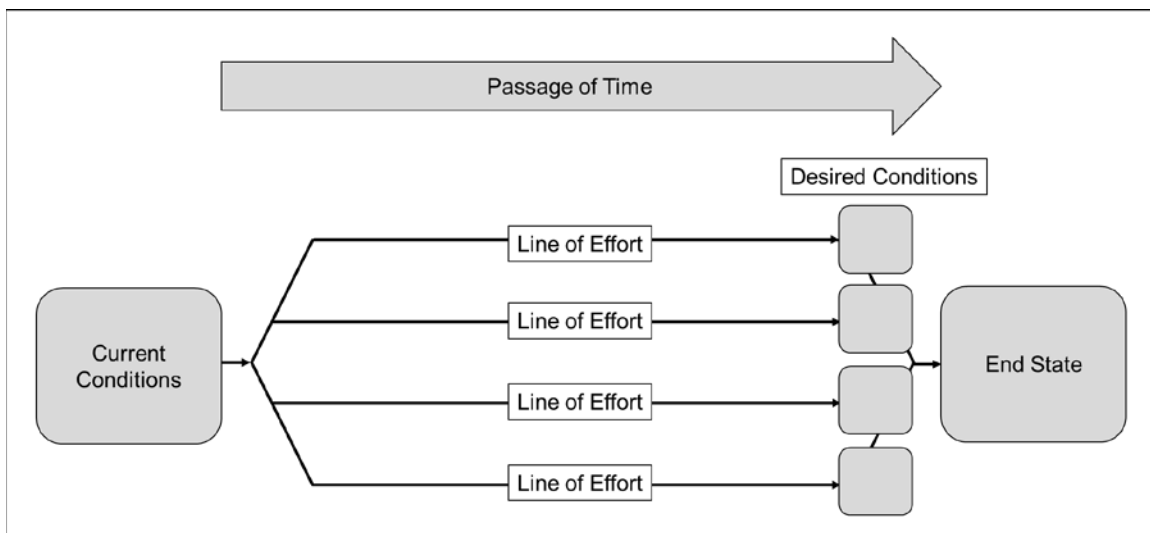 Passage of Time
Desired Conditions
Line of Effort
Line of Effort
Current
Conditions
End State
Line of Effort
Line of Effort